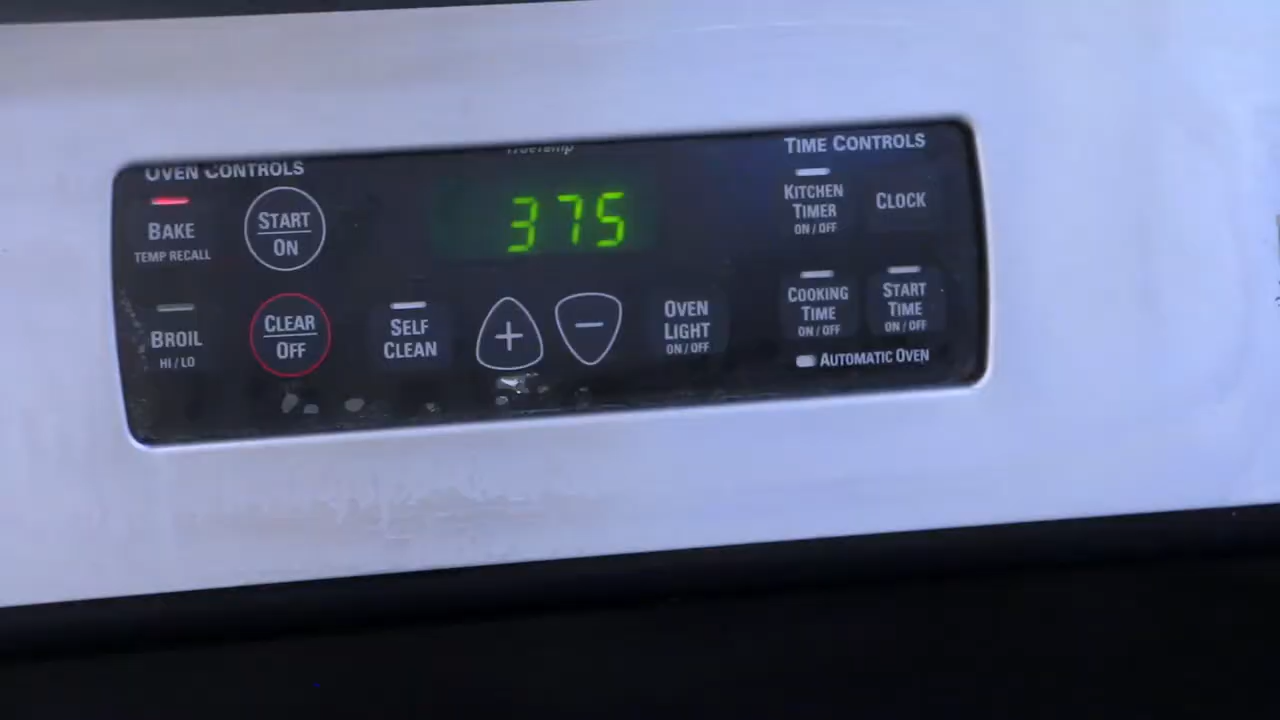 OVEN CONTROLS
BAKE
TEMP RECALL
START
ON
BROIL
HI / LO
CLEAR
OFF
SELF
CLEAN
TrueTemp
375
+
−
OVEN
LIGHT
ON / OFF
TIME CONTROLS
KITCHEN
TIMER
ON / OFF
CLOCK
COOKING
TIME
ON / OFF
START
TIME
ON / OFF
AUTOMATIC OVEN